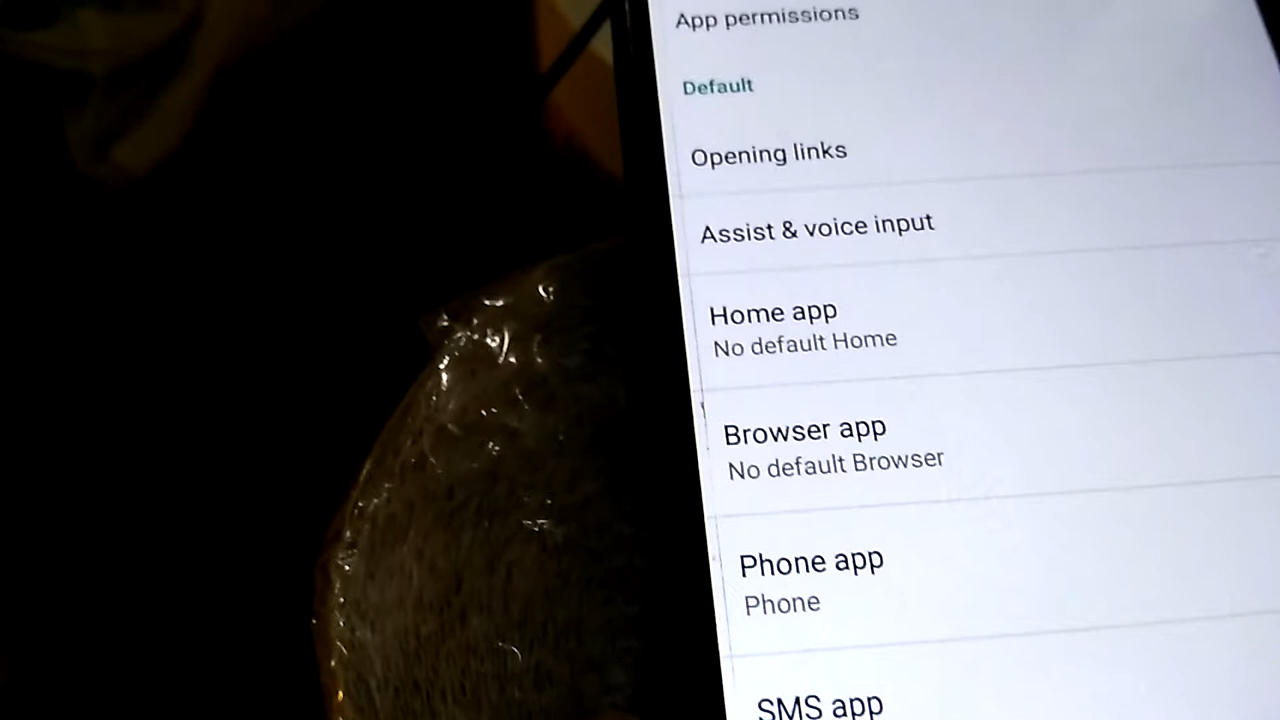 App permissions
Default
Opening links
Assist & voice input
Home app
No default Home
Browser app
No default Browser
Phone app
Phone
SMS app